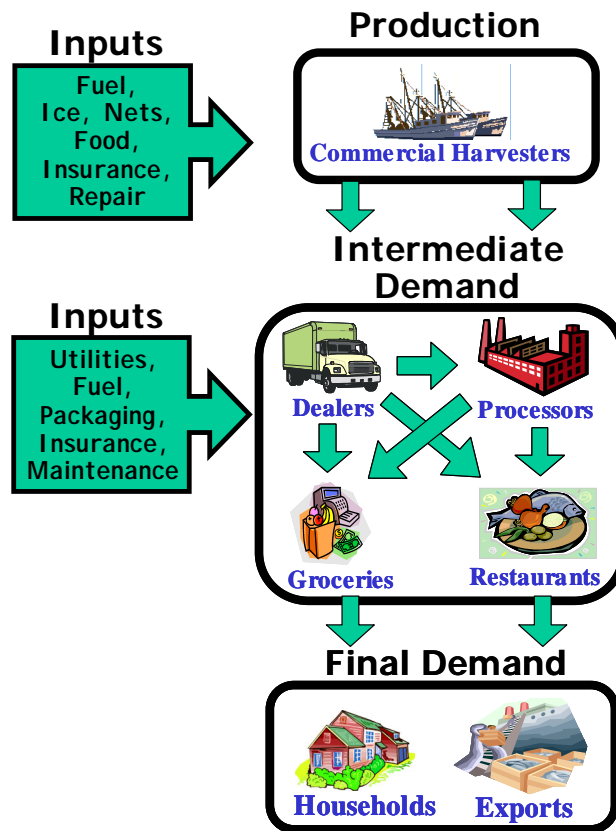 Inputs
Fuel,
Ice, Nets,
Food,
Insurance,
Repair
Production
Commercial Harvesters
Intermediate
Demand
Inputs
Utilities,
Fuel,
Packaging,
Insurance,
Maintenance
Dealers
Processors
Groceries
Restaurants
Final Demand
Households
Exports